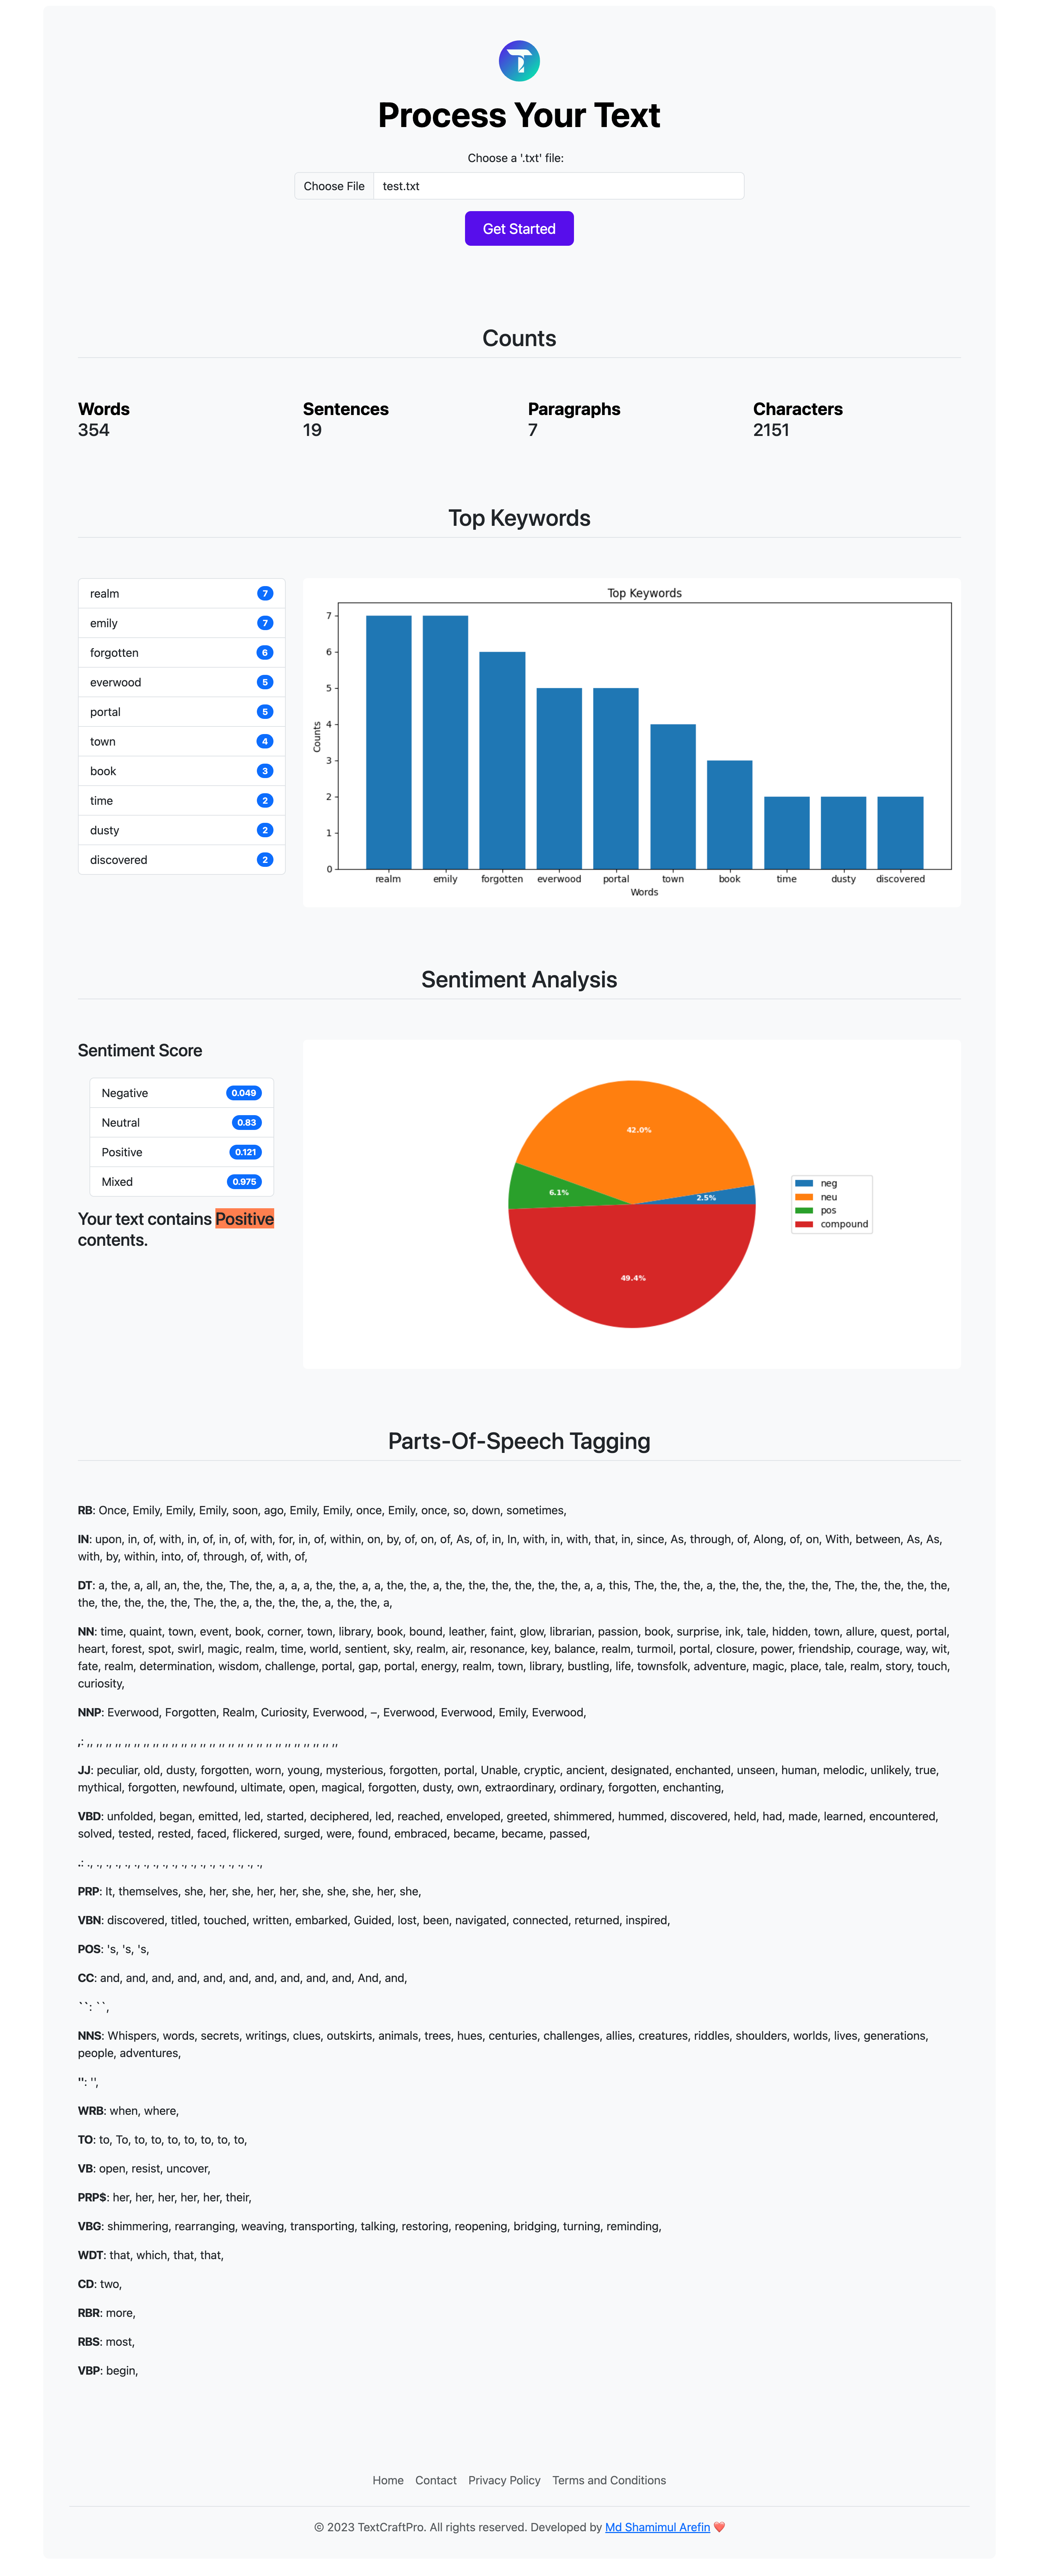 T
Process Your Text
Choose a '.txt' file:
Choose File test.txt
Get Started
Counts
Words Sentences Paragraphs Characters
354 19 7 2151
Top Keywords
realm 7
emily 7
forgotten 6
everwood 5
portal 5
town 4
book 3
time 2
dusty 2
discovered 2
Top Keywords
7
6
5
4
3
2
1
0
Counts
realm emily forgotten everwood portal town book time dusty discovered
Words
Sentiment Analysis
Sentiment Score
Negative 0.049
Neutral 0.83
Positive 0.121
Mixed 0.975
Your text contains Positive
contents.
42.0%
6.1%
2.5%
49.4%
neg
neu
pos
compound
Parts-Of-Speech Tagging
RB: Once, Emily, Emily, Emily, soon, ago, Emily, Emily, once, Emily, once, so, down, sometimes,
IN: upon, in, of, with, in, of, in, of, with, for, in, of, within, on, by, of, on, of, As, of, in, In, with, in, with, that, in, since, As, through, of, Along, of, on, With, between, As, As,
with, by, within, into, of, through, of, with, of,
DT: a, the, a, all, an, the, the, The, the, a, a, a, the, the, a, a, the, the, a, the, the, the, the, the, the, a, a, this, The, the, the, a, the, the, the, the, the, The, the, the, the, the,
the, the, the, the, the, The, the, a, the, the, the, a, the, the, a,
NN: time, quaint, town, event, book, corner, town, library, book, bound, leather, faint, glow, librarian, passion, book, surprise, ink, tale, hidden, town, allure, quest, portal,
heart, forest, spot, swirl, magic, realm, time, world, sentient, sky, realm, air, resonance, key, balance, realm, turmoil, portal, closure, power, friendship, courage, way, wit,
fate, realm, determination, wisdom, challenge, portal, gap, portal, energy, realm, town, library, bustling, life, townsfolk, adventure, magic, place, tale, realm, story, touch,
curiosity,
NNP: Everwood, Forgotten, Realm, Curiosity, Everwood, –, Everwood, Everwood, Emily, Everwood,
,: ,, ,, ,, ,, ,, ,, ,, ,, ,, ,, ,, ,, ,, ,, ,, ,, ,, ,, ,, ,, ,, ,, ,, ,, ,, ,, ,,
JJ: peculiar, old, dusty, forgotten, worn, young, mysterious, forgotten, portal, Unable, cryptic, ancient, designated, enchanted, unseen, human, melodic, unlikely, true,
mythical, forgotten, newfound, ultimate, open, magical, forgotten, dusty, own, extraordinary, ordinary, forgotten, enchanting,
VBD: unfolded, began, emitted, led, started, deciphered, led, reached, enveloped, greeted, shimmered, hummed, discovered, held, had, made, learned, encountered,
solved, tested, rested, faced, flickered, surged, were, found, embraced, became, became, passed,
.: ., ., ., ., ., ., ., ., ., ., ., ., ., ., ., ., ., ., .,
PRP: It, themselves, she, her, she, her, her, she, she, she, her, she,
VBN: discovered, titled, touched, written, embarked, Guided, lost, been, navigated, connected, returned, inspired,
POS: 's, 's, 's,
CC: and, and, and, and, and, and, and, and, and, and, And, and,
``: ``,
NNS: Whispers, words, secrets, writings, clues, outskirts, animals, trees, hues, centuries, challenges, allies, creatures, riddles, shoulders, worlds, lives, generations,
people, adventures,
'': '',
WRB: when, where,
TO: to, To, to, to, to, to, to, to, to,
VB: open, resist, uncover,
PRP$: her, her, her, her, her, their,
VBG: shimmering, rearranging, weaving, transporting, talking, restoring, reopening, bridging, turning, reminding,
WDT: that, which, that, that,
CD: two,
RBR: more,
RBS: most,
VBP: begin,
Home Contact Privacy Policy Terms and Conditions
© 2023 TextCraftPro. All rights reserved. Developed by Md Shamimul Arefin ❤️